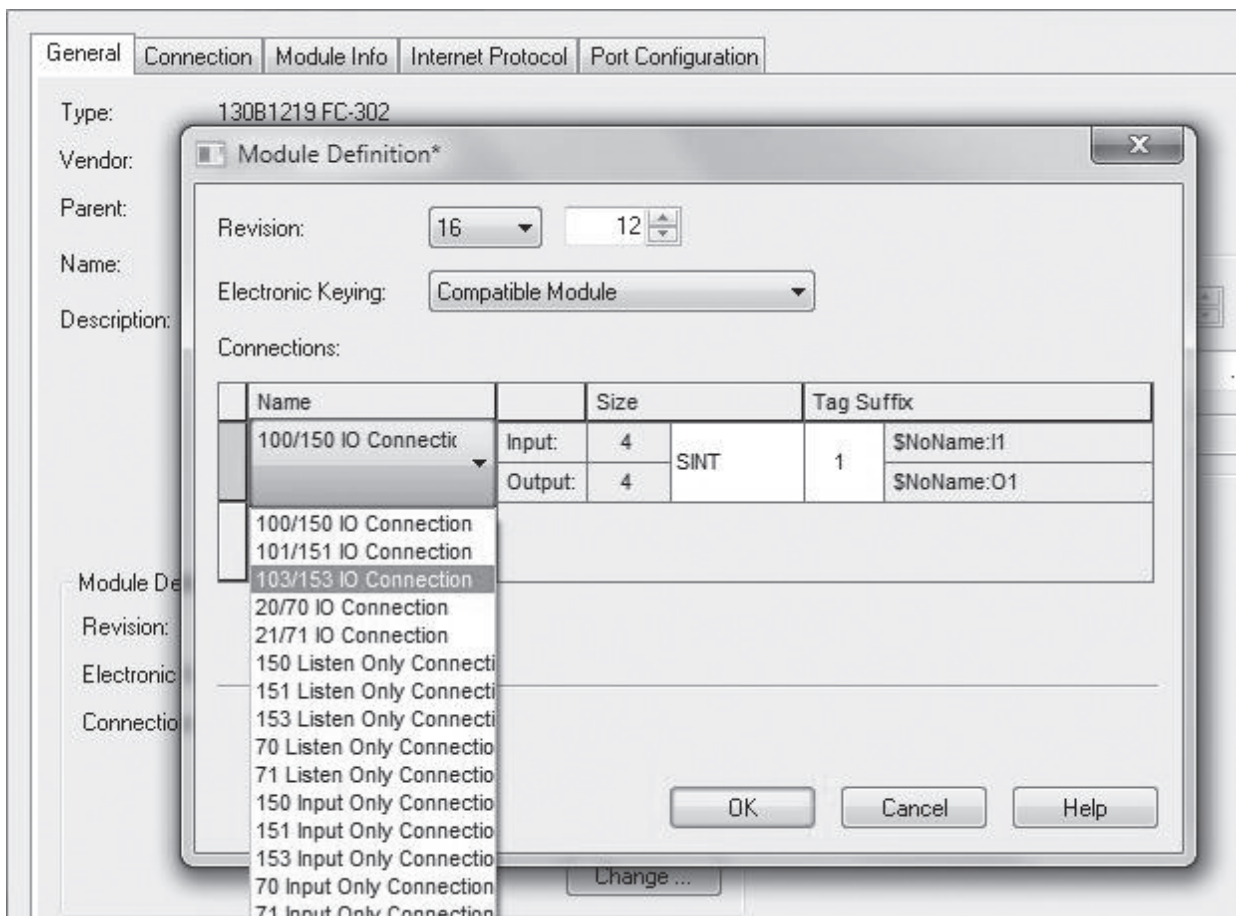 General Connection Module Info Internet Protocol Port Configuration
Type: 130B1219 FC-302
Vendor:
Parent:
Name:
Description:
Module Definition*
Revision: 16 12
Electronic Keying: Compatible Module
Connections:
Name Size Tag Suffix
100/150 IO Connectic Input: 4 SINT 1 $NoName:I1
Output: 4 $NoName:O1
100/150 IO Connection
101/151 IO Connection
103/153 IO Connection
20/70 IO Connection
21/71 IO Connection
150 Listen Only Connecti
151 Listen Only Connecti
153 Listen Only Connecti
70 Listen Only Connectio
71 Listen Only Connectio
150 Input Only Connectio
151 Input Only Connectio
153 Input Only Connectio
70 Input Only Connection
71 Input Only Connection
Module De
Revision:
Electronic
Connectio
OK Cancel Help
Change ...